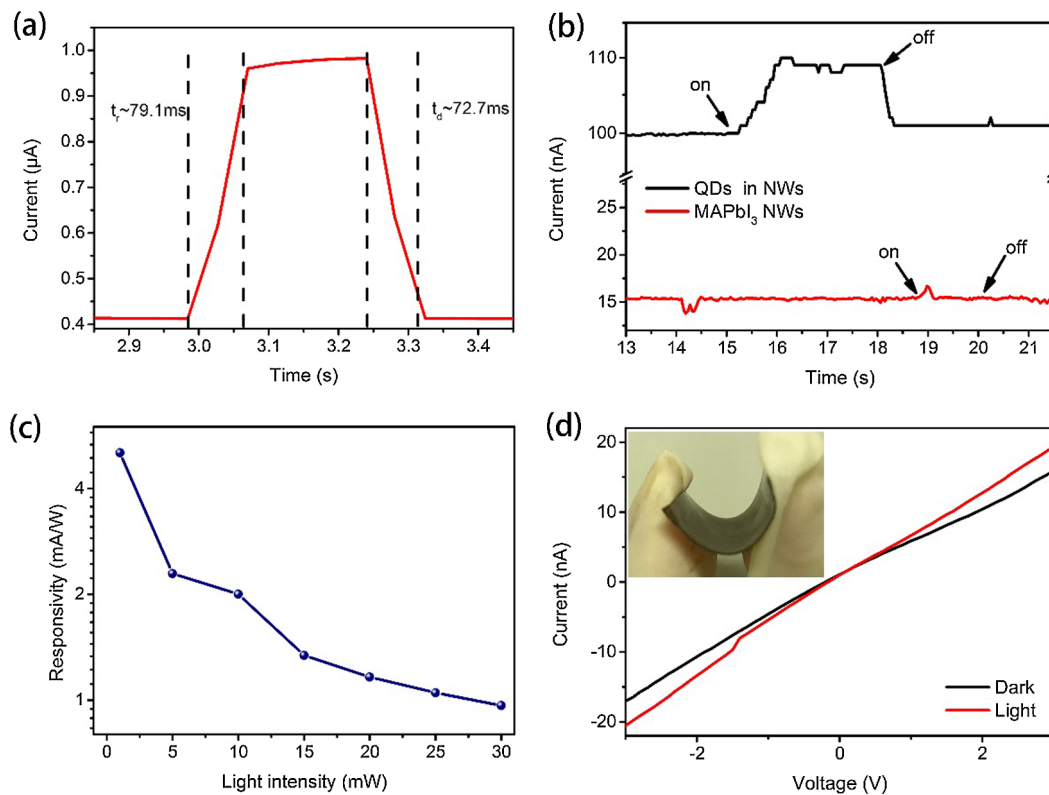 (a)
1.0
0.9
0.8
0.7
0.6
0.5
0.4
Current (μA)
t_r~79.1ms
t_d~72.7ms
2.9 3.0 3.1 3.2 3.3 3.4
Time (s)
(b)
110
100
25
20
15
Current (nA)
on
off
QDs in NWs
MAPbI₃ NWs
on
off
13 14 15 16 17 18 19 20 21
Time (s)
(c)
4
2
1
Responsivity (mA/W)
0 5 10 15 20 25 30
Light intensity (mW)
(d)
20
10
0
-10
-20
Current (nA)
Dark
Light
-2 0 2
Voltage (V)